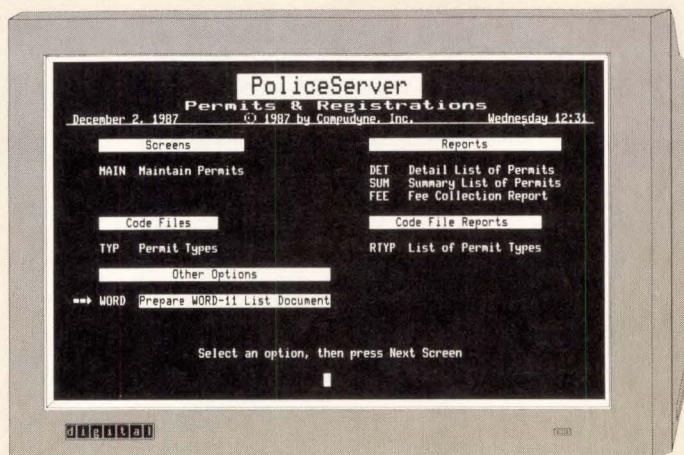 PoliceServer
Permits & Registrations
December 2, 1987 © 1987 by Compudyne, Inc. Wednesday 12:31
Screens
MAIN Maintain Permits
Reports
DET Detail List of Permits
SUM Summary List of Permits
FEE Fee Collection Report
Code Files
TYP Permit Types
Code File Reports
RTYP List of Permit Types
Other Options
==> WORD Prepare WORD-11 List Document
Select an option, then press Next Screen
digital